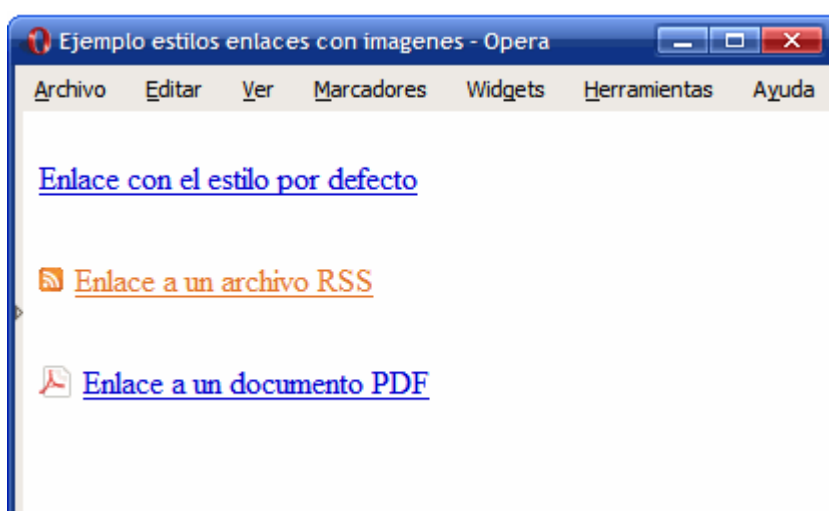 Ejemplo estilos enlaces con imagenes - Opera
Archivo Editar Ver Marcadores Widgets Herramientas Ayuda
Enlace con el estilo por defecto
Enlace a un archivo RSS
Enlace a un documento PDF